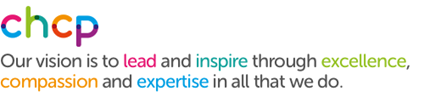 chcp
Our vision is to lead and inspire through excellence,
compassion and expertise in all that we do.